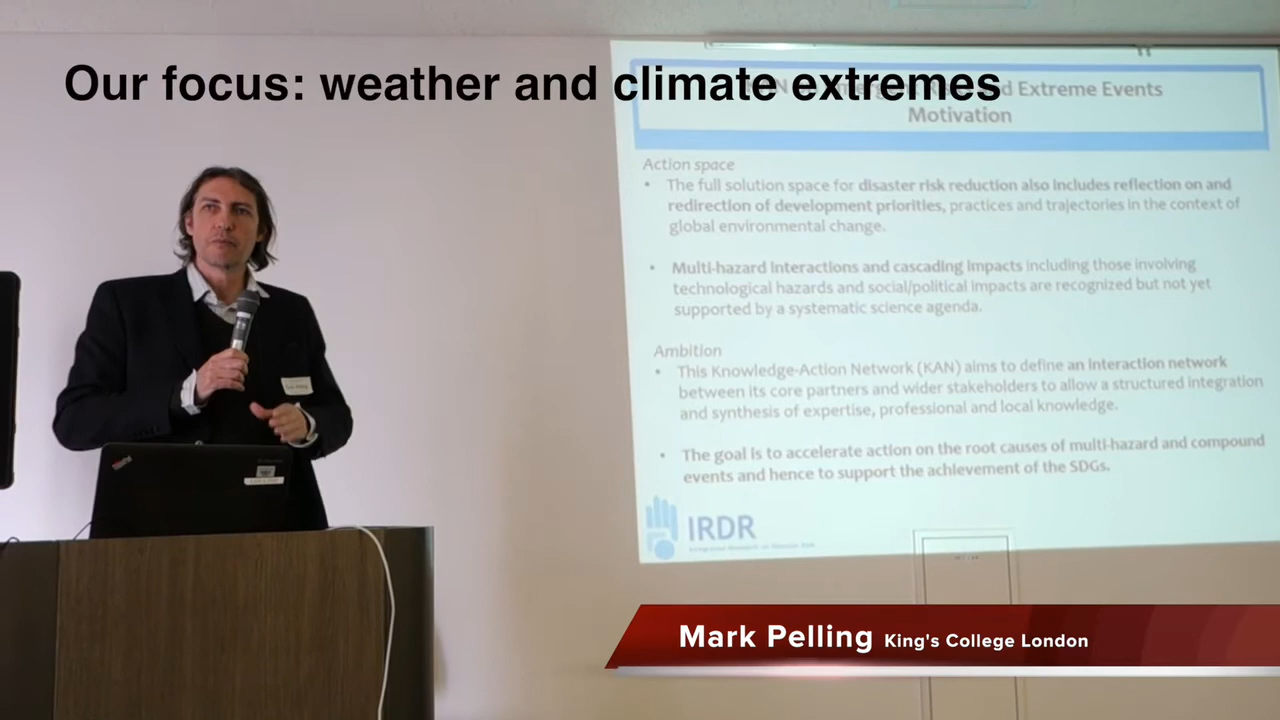 Our focus: weather and climate extremes
Extreme Events
Motivation
Action space
• The full solution space for disaster risk reduction also includes reflection on and
redirection of development priorities, practices and trajectories in the context of
global environmental change.
• Multi-hazard interactions and cascading impacts including those involving
technological hazards and social/political impacts are recognized but not yet
supported by a systematic science agenda.
Ambition
• This Knowledge-Action Network (KAN) aims to define an interaction network
between its core partners and wider stakeholders to allow a structured integration
and synthesis of expertise, professional and local knowledge.
• The goal is to accelerate action on the root causes of multi-hazard and compound
events and hence to support the achievement of the SDGs.
IRDR
Mark Pelling King's College London